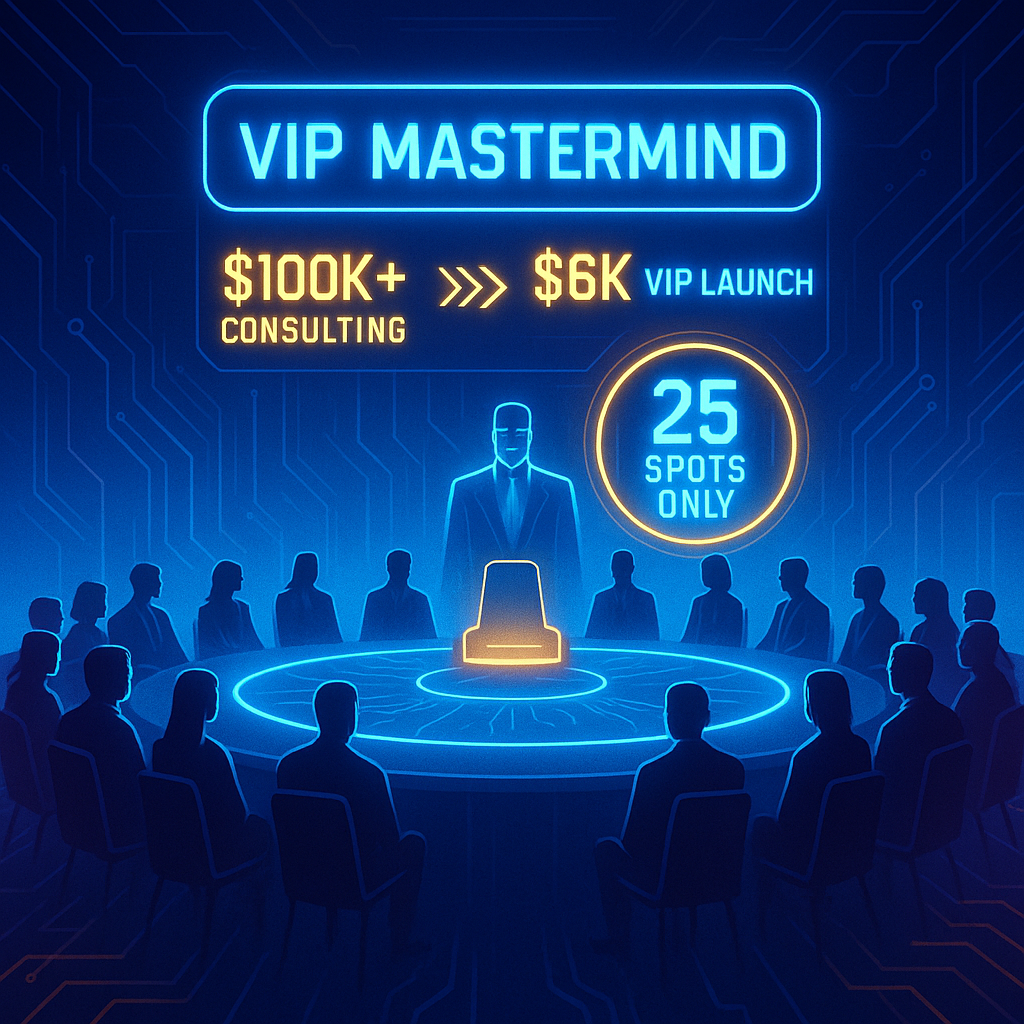 VIP MASTERMIND
$100K+ >>> $6K VIP LAUNCH
CONSULTING
25
SPOTS
ONLY